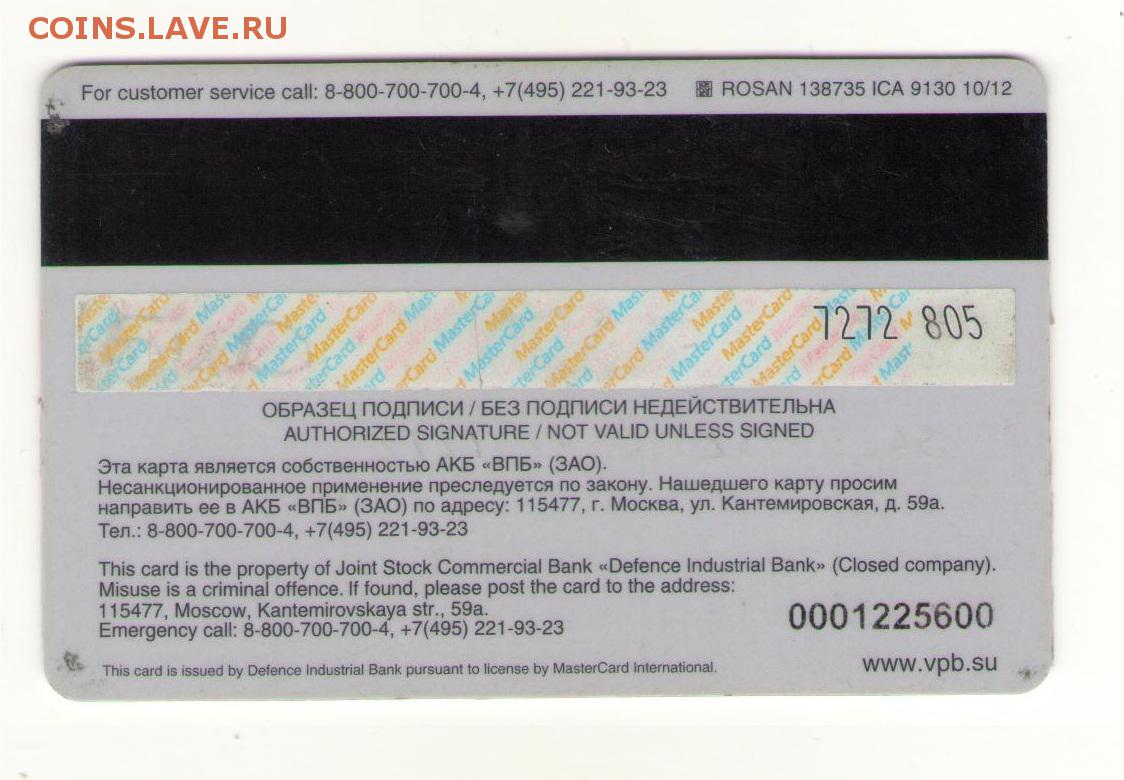 COINS.LAVE.RU
For customer service call: 8-800-700-700-4, +7(495) 221-93-23 ROSAN 138735 ICA 9130 10/12
MasterCard MasterCard MasterCard MasterCard MasterCard MasterCard
7272 805
ОБРАЗЕЦ ПОДПИСИ / БЕЗ ПОДПИСИ НЕДЕЙСТВИТЕЛЬНА
AUTHORIZED SIGNATURE / NOT VALID UNLESS SIGNED
Эта карта является собственностью АКБ «ВПБ» (ЗАО).
Несанкционированное применение преследуется по закону. Нашедшего карту просим
направить ее в АКБ «ВПБ» (ЗАО) по адресу: 115477, г. Москва, ул. Кантемировская, д. 59а.
Тел.: 8-800-700-700-4, +7(495) 221-93-23
This card is the property of Joint Stock Commercial Bank «Defence Industrial Bank» (Closed company).
Misuse is a criminal offence. If found, please post the card to the address:
115477, Moscow, Kantemirovskaya str., 59a.
Emergency call: 8-800-700-700-4, +7(495) 221-93-23
0001225600
This card is issued by Defence Industrial Bank pursuant to license by MasterCard International.
www.vpb.su